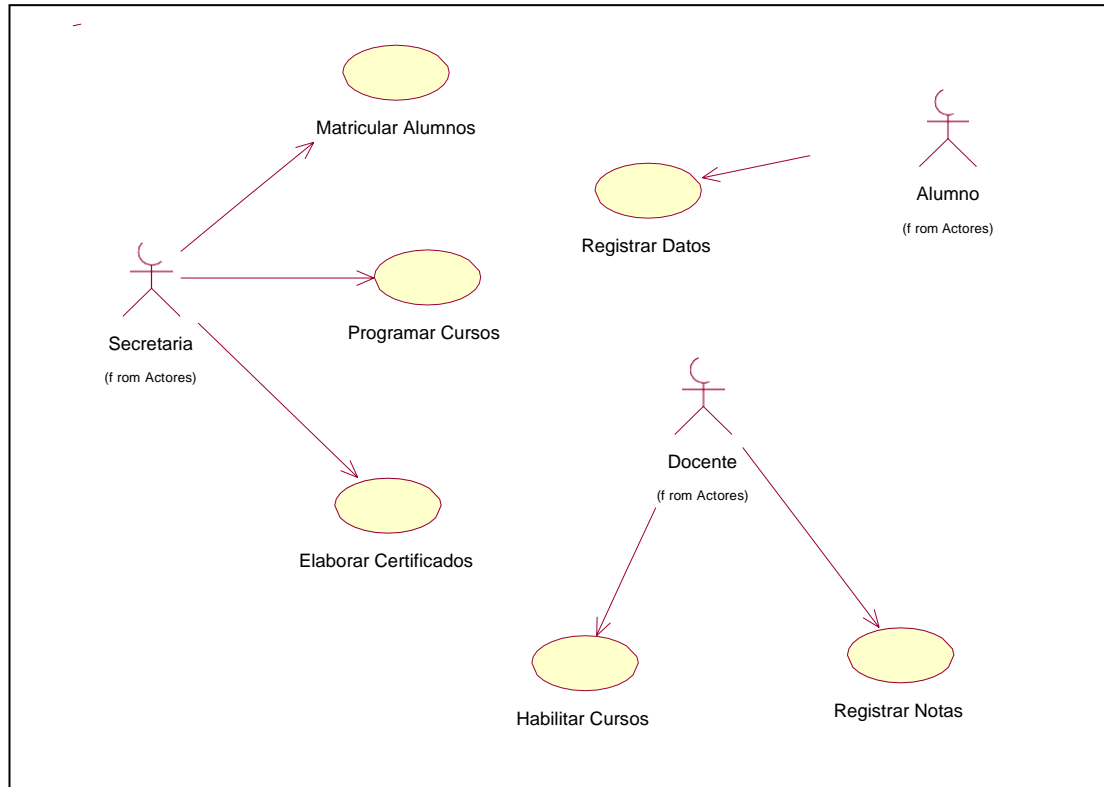 Matricular Alumnos
Alumno
(f rom Actores)
Registrar Datos
Programar Cursos
Secretaria
(f rom Actores)
Docente
(f rom Actores)
Elaborar Certificados
Habilitar Cursos
Registrar Notas